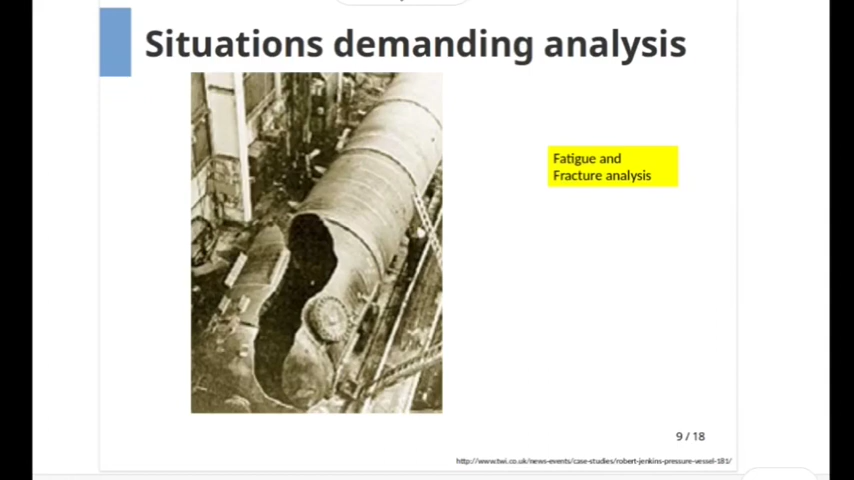 Situations demanding analysis
Fatigue and
Fracture analysis
9 / 18
http://www.twi.co.uk/news-events/case-studies/robert-jenkins-pressure-vessel-181/